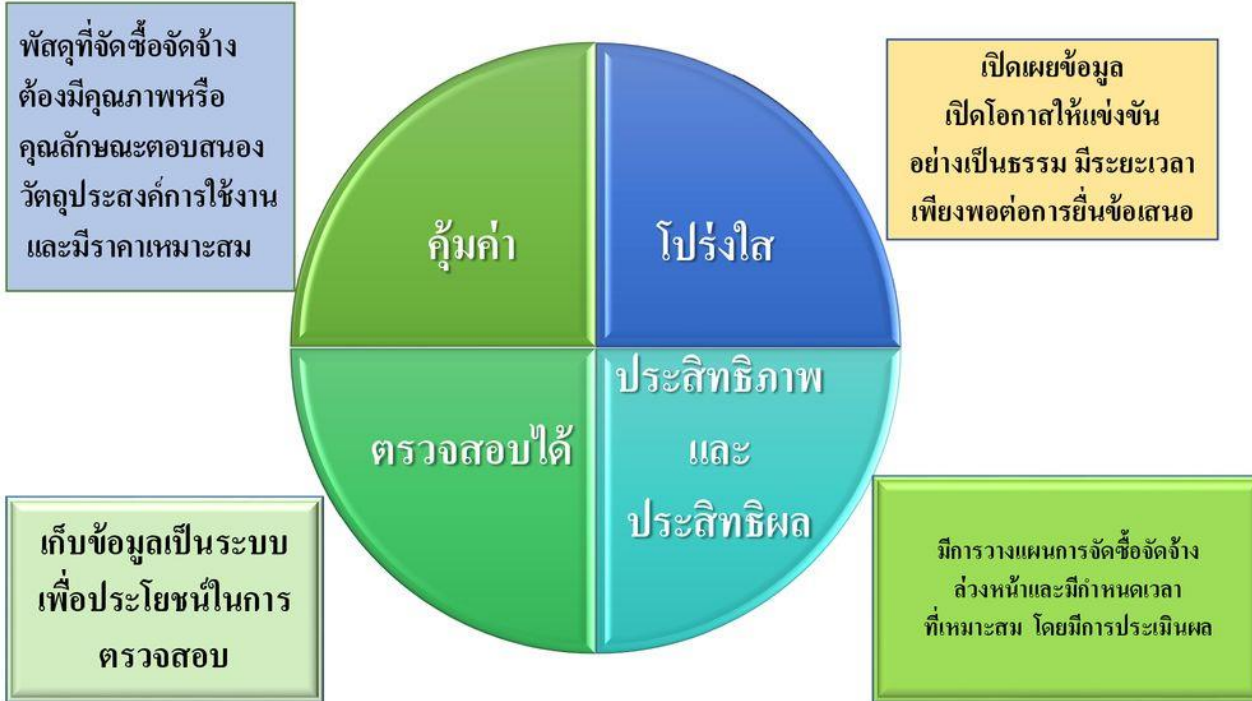 พัสดุที่จัดซื้อจัดจ้าง
ต้องมีคุณภาพหรือ
คุณลักษณะตอบสนอง
วัตถุประสงค์การใช้งาน
และมีราคาเหมาะสม
คุ้มค่า
โปร่งใส
เปิดเผยข้อมูล
เปิดโอกาสให้แข่งขัน
อย่างเป็นธรรม มีระยะเวลา
เพียงพอต่อการยื่นข้อเสนอ
ตรวจสอบได้
ประสิทธิภาพ
และ
ประสิทธิผล
เก็บข้อมูลเป็นระบบ
เพื่อประโยชน์ในการ
ตรวจสอบ
มีการวางแผนการจัดซื้อจัดจ้าง
ล่วงหน้าและมีกำหนดเวลา
ที่เหมาะสม โดยมีการประเมินผล